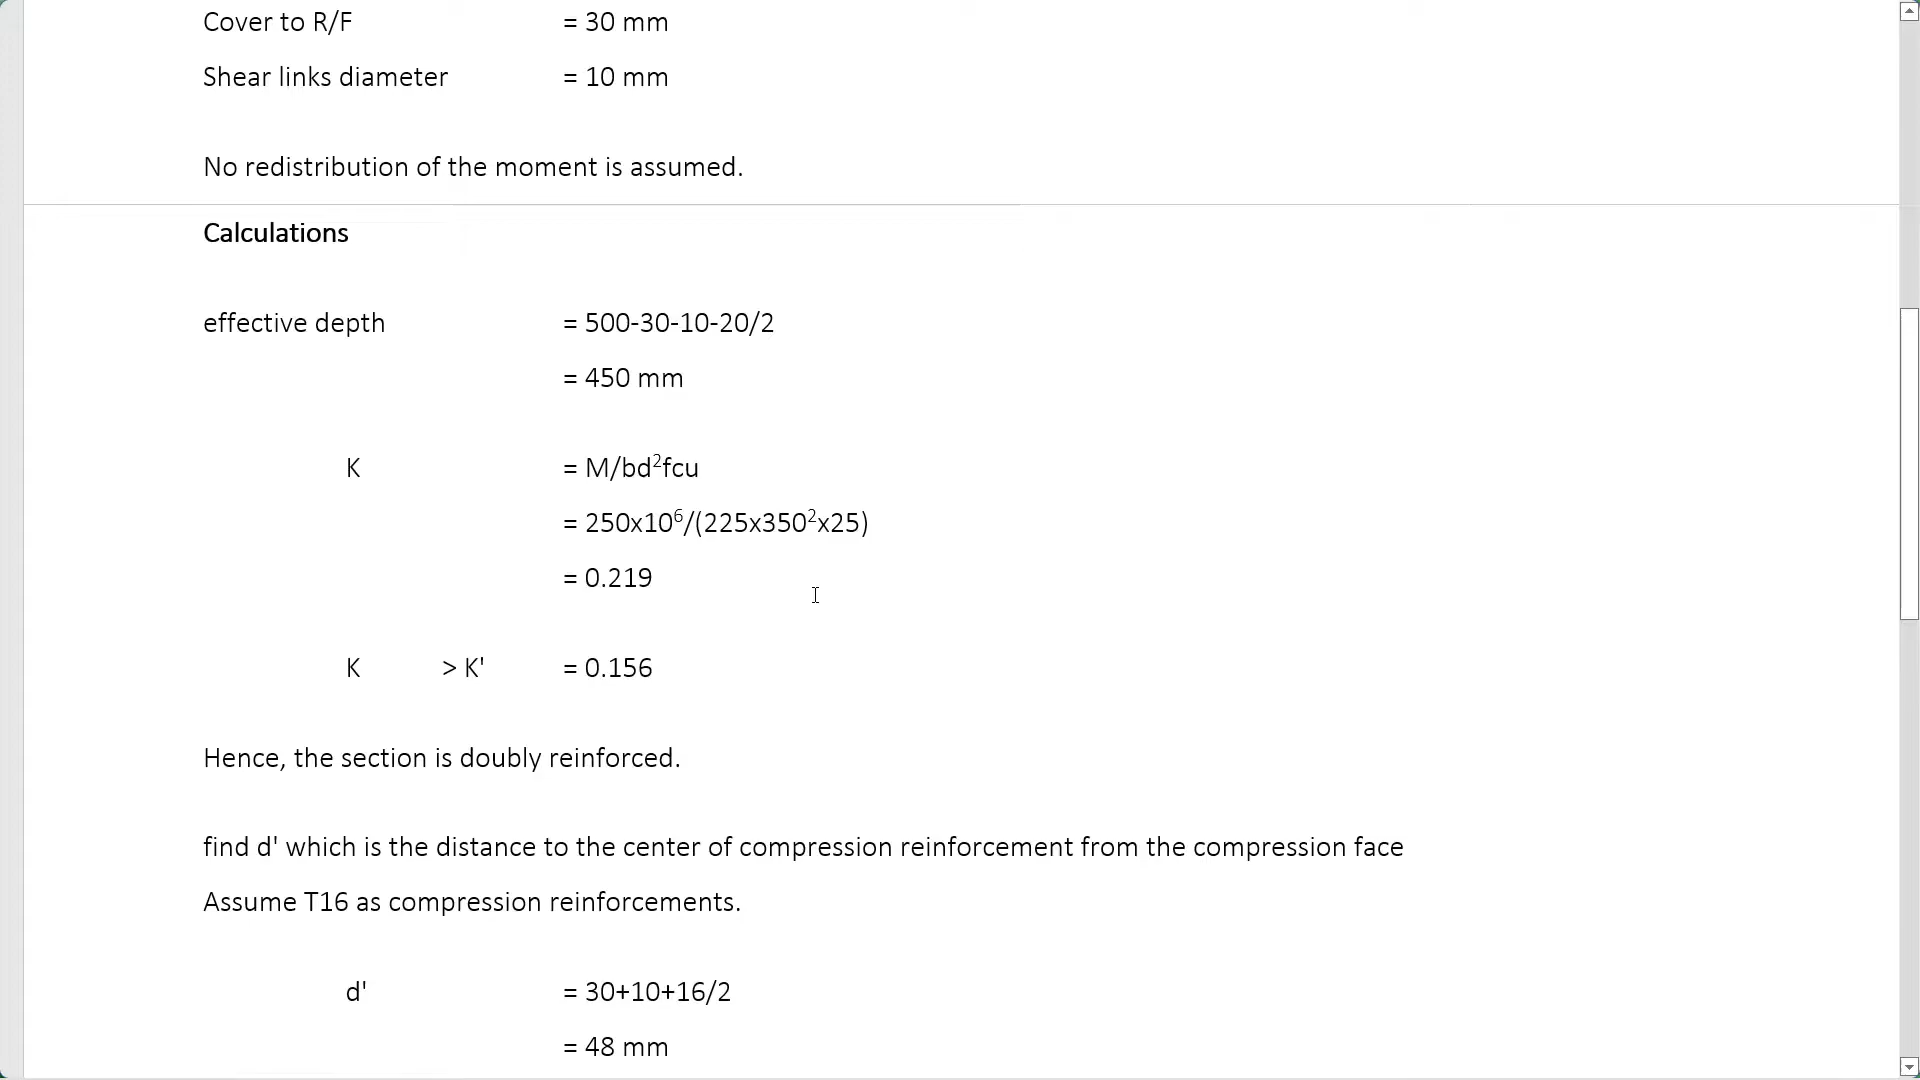 Cover to R/F = 30 mm
Shear links diameter = 10 mm
No redistribution of the moment is assumed.
Calculations
effective depth = 500-30-10-20/2
= 450 mm
K = M/bd²fcu
= 250x10⁶/(225x350²x25)
= 0.219
K > K' = 0.156
Hence, the section is doubly reinforced.
find d' which is the distance to the center of compression reinforcement from the compression face
Assume T16 as compression reinforcements.
d' = 30+10+16/2
= 48 mm